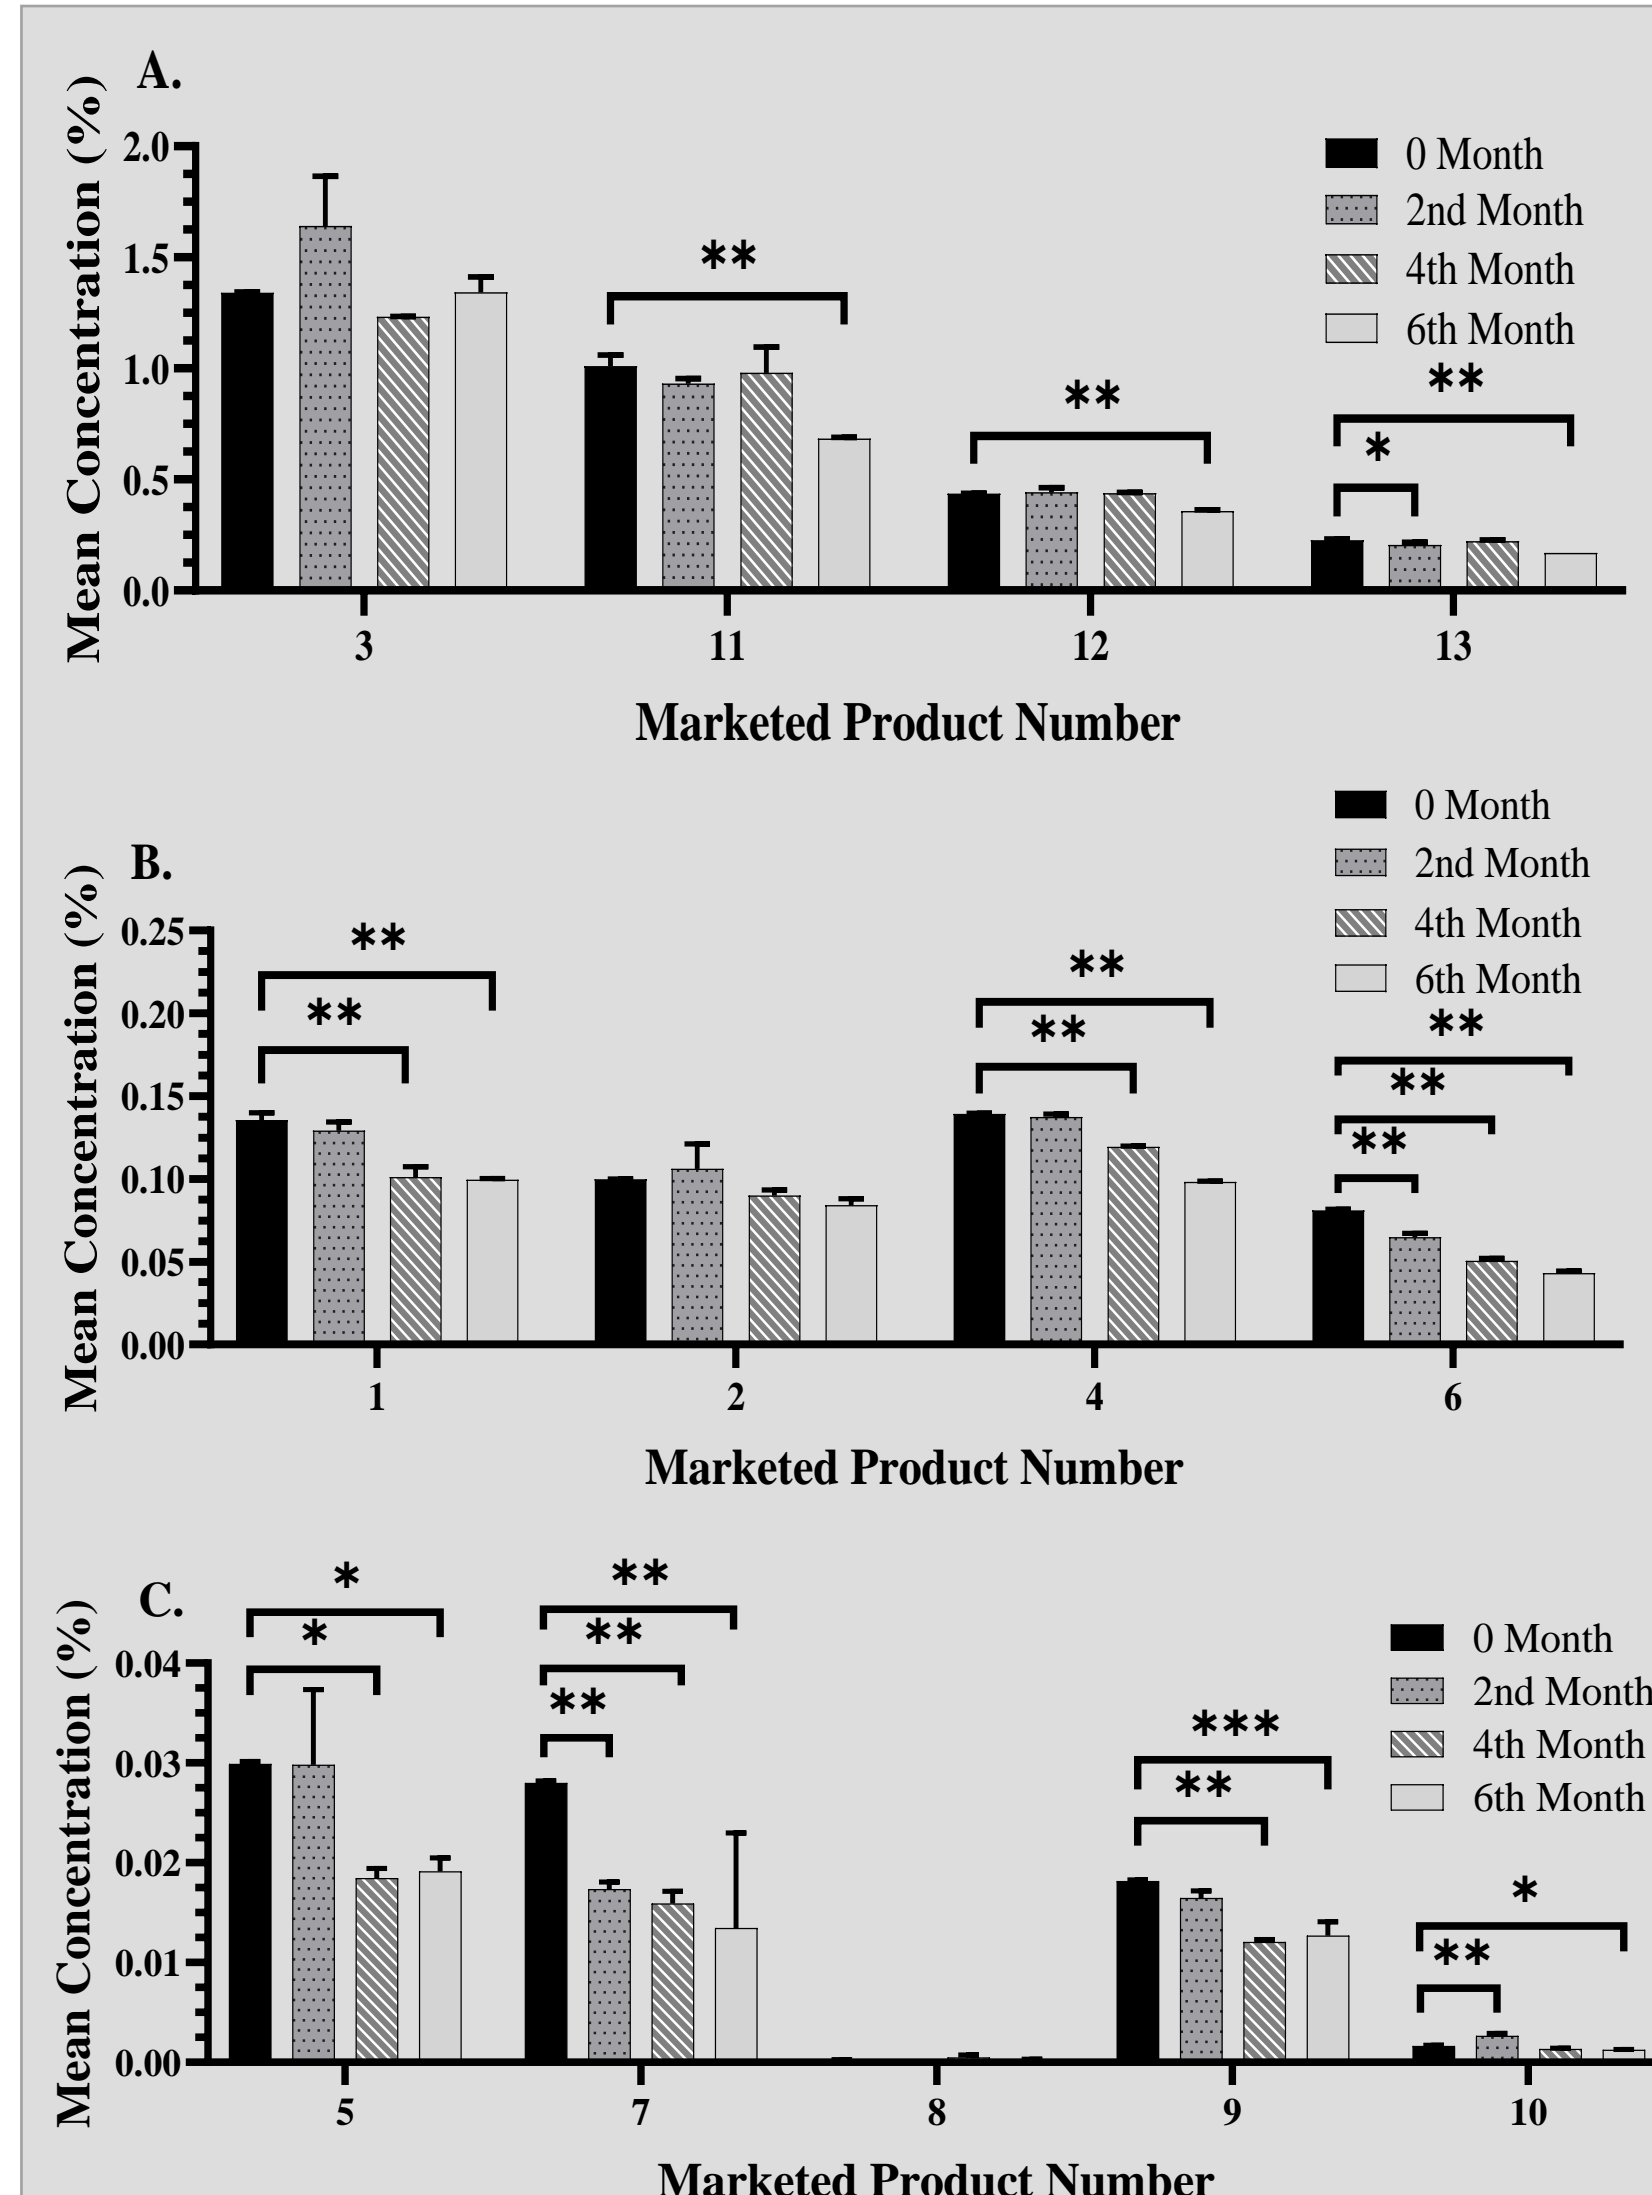 A.
Mean Concentration (%)
2.0
1.5
1.0
0.5
0.0
0 Month
2nd Month
4th Month
6th Month
**
**
**
*
3 11 12 13
Marketed Product Number
B.
Mean Concentration (%)
0.25
0.20
0.15
0.10
0.05
0.00
0 Month
2nd Month
4th Month
6th Month
**
**
**
**
**
**
**
1 2 4 6
Marketed Product Number
C.
Mean Concentration (%)
0.04
0.03
0.02
0.01
0.00
0 Month
2nd Month
4th Month
6th Month
*
*
**
**
**
***
**
*
**
5 7 8 9 10
Marketed Product Number